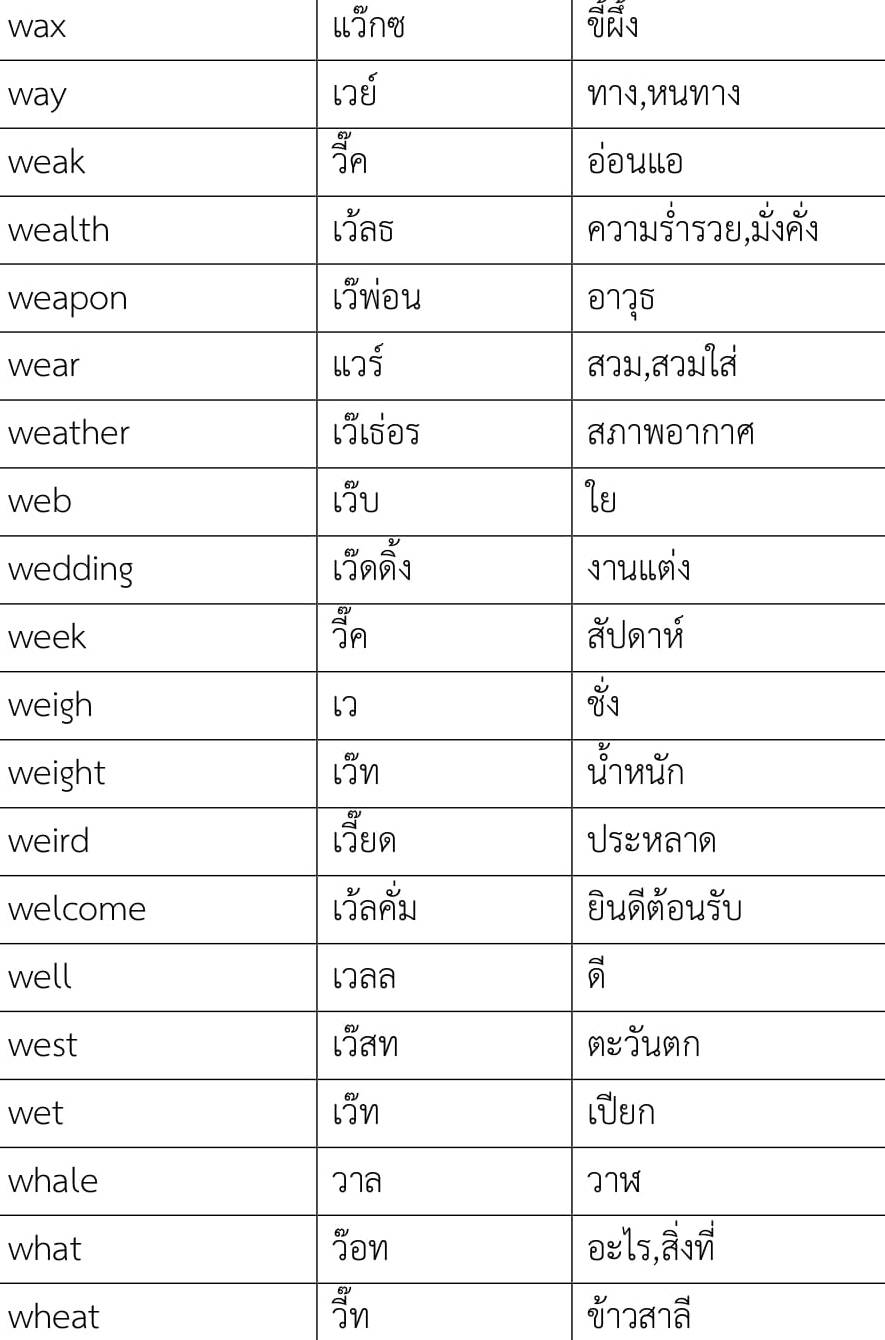 wax แว๊กซ ขี้ผึ้ง
way เวย์ ทาง,หนทาง
weak วี๊ค อ่อนแอ
wealth เว้ลธ ความร่ำรวย,มั่งคั่ง
weapon เว๊พ่อน อาวุธ
wear แวร์ สวม,สวมใส่
weather เว๊เธ่อร สภาพอากาศ
web เว๊บ ใย
wedding เว๊ดดิ้ง งานแต่ง
week วี๊ค สัปดาห์
weigh เว ชั่ง
weight เว๊ท น้ำหนัก
weird เวี๊ยด ประหลาด
welcome เว้ลคั่ม ยินดีต้อนรับ
well เวลล ดี
west เว๊สท ตะวันตก
wet เว๊ท เปียก
whale วาล วาฬ
what ว๊อท อะไร,สิ่งที่
wheat วี๊ท ข้าวสาลี